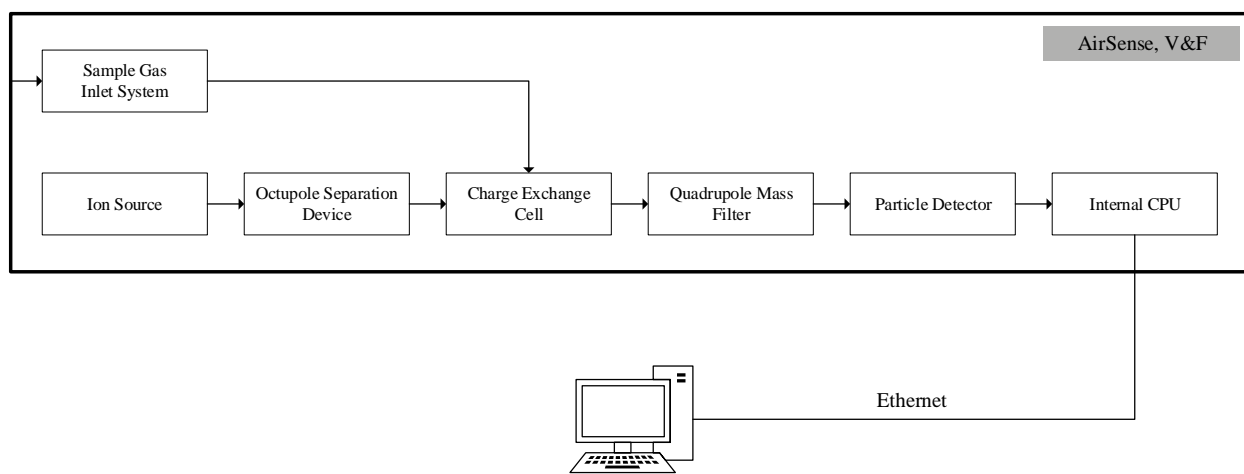 AirSense, V&F
Sample Gas
Inlet System
Ion Source
Octupole Separation
Device
Charge Exchange
Cell
Quadrupole Mass
Filter
Particle Detector
Internal CPU
Ethernet